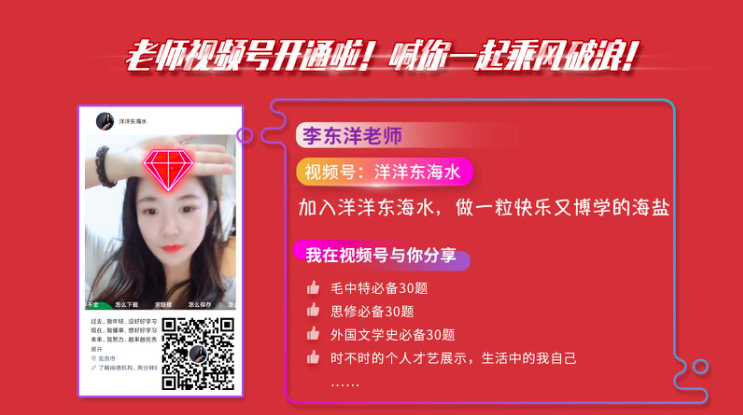 老师视频号开通啦！喊你一起乘风破浪！
洋洋东海水
李东洋老师
视频号：洋洋东海水
加入洋洋东海水，做一粒快乐又博学的海盐
我在视频号与你分享
毛中特必备30题
思修必备30题
外国文学史必备30题
时不时的个人才艺展示，生活中的我自己
......
不全 怎么下载 家链接 怎么保存 怎么
过去，我年轻，没好好学习
现在，我懂事，想好好学习
未来，我努力，越来越优秀
展开
北京市
了解尚德机构，两分钟